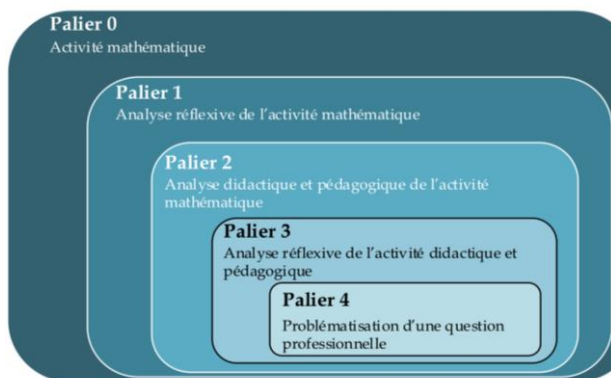 Palier 0
Activité mathématique
Palier 1
Analyse réflexive de l’activité mathématique
Palier 2
Analyse didactique et pédagogique de l’activité
mathématique
Palier 3
Analyse réflexive de l’activité didactique et
pédagogique
Palier 4
Problématisation d’une question
professionnelle